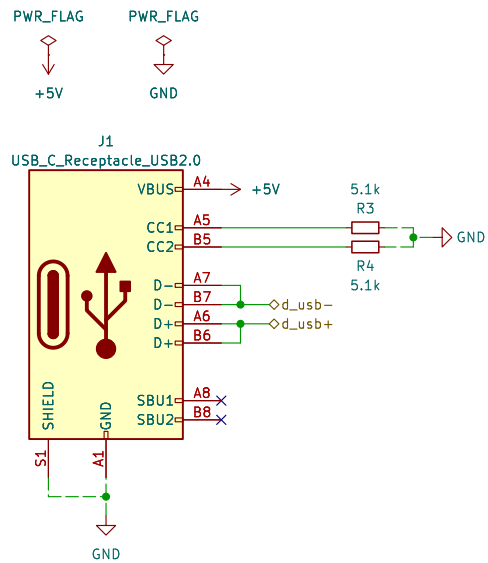 PWR_FLAG
PWR_FLAG
+5V
GND
J1
USB_C_Receptacle_USB2.0
VBUS A4 +5V
5.1k
CC1 A5 R3
CC2 B5 GND
R4
D- A7 5.1k
D- B7 d_usb-
D+ A6 d_usb+
D+ B6
SBU1 A8
SBU2 B8
SHIELD
GND
S1
A1
GND